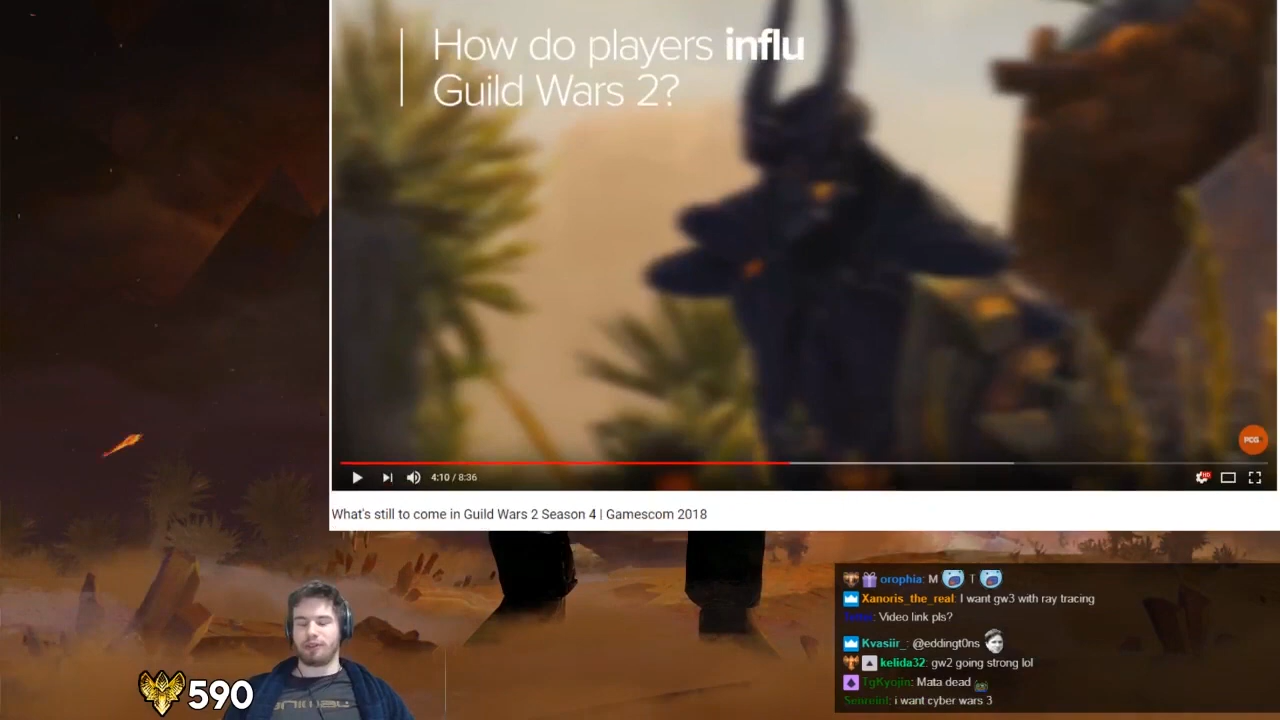 How do players influ
Guild Wars 2?
PCG
4:10 / 8:36
HD
What's still to come in Guild Wars 2 Season 4 | Gamescom 2018
orophia: M T
Xanoris_the_real: I want gw3 with ray tracing
: Video link pls?
Kvasiir_: @eddingt0ns
kelida32: gw2 going strong lol
TgKyojin: Mata dead
: i want cyber wars 3
590